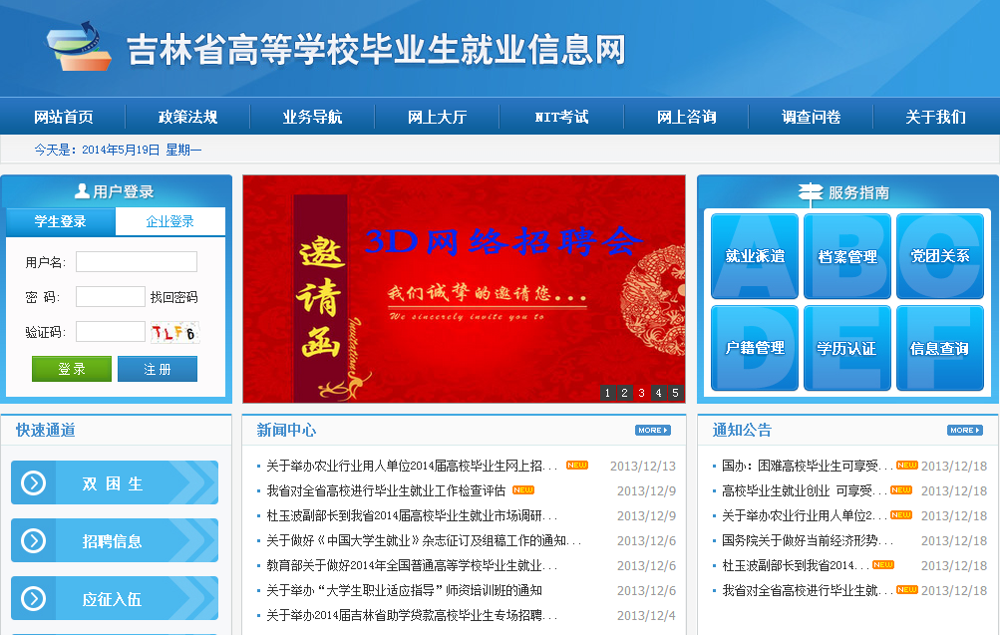 吉林省高等学校毕业生就业信息网
网站首页 政策法规 业务导航 网上大厅 NIT考试 网上咨询 调查问卷 关于我们
今天是：2014年5月19日 星期一
用户登录
学生登录 企业登录
用户名：
密 码： 找回密码
验证码： TLF6
登录 注册
邀请函
3D网络招聘会
我们诚挚的邀请您...
We sincerely invite you to
Invitation
1 2 3 4 5
服务指南
就业派遣 档案管理 党团关系
A B C
户籍管理 学历认证 信息查询
D E F
快速通道
双困生
招聘信息
应征入伍
新闻中心 MORE
关于举办农业行业用人单位2014届高校毕业生网上招... NEW 2013/12/13
我省对全省高校进行毕业生就业工作检查评估 NEW 2013/12/9
杜玉波副部长到我省2014届高校毕业生就业市场调研... 2013/12/9
关于做好《中国大学生就业》杂志征订及组稿工作的通知... 2013/12/6
教育部关于做好2014年全国普通高等学校毕业生就业... 2013/12/6
关于举办“大学生职业适应指导”师资培训班的通知 2013/12/6
关于举办2014届吉林省助学贷款高校毕业生专场招聘... 2013/12/4
通知公告 MORE
国办：困难高校毕业生可享受... NEW 2013/12/18
高校毕业生就业创业 可享受... NEW 2013/12/18
关于举办农业行业用人单位2... NEW 2013/12/18
国务院关于做好当前经济形势... 2013/12/18
杜玉波副部长到我省2014... NEW 2013/12/18
我省对全省高校进行毕业生就... NEW 2013/12/18